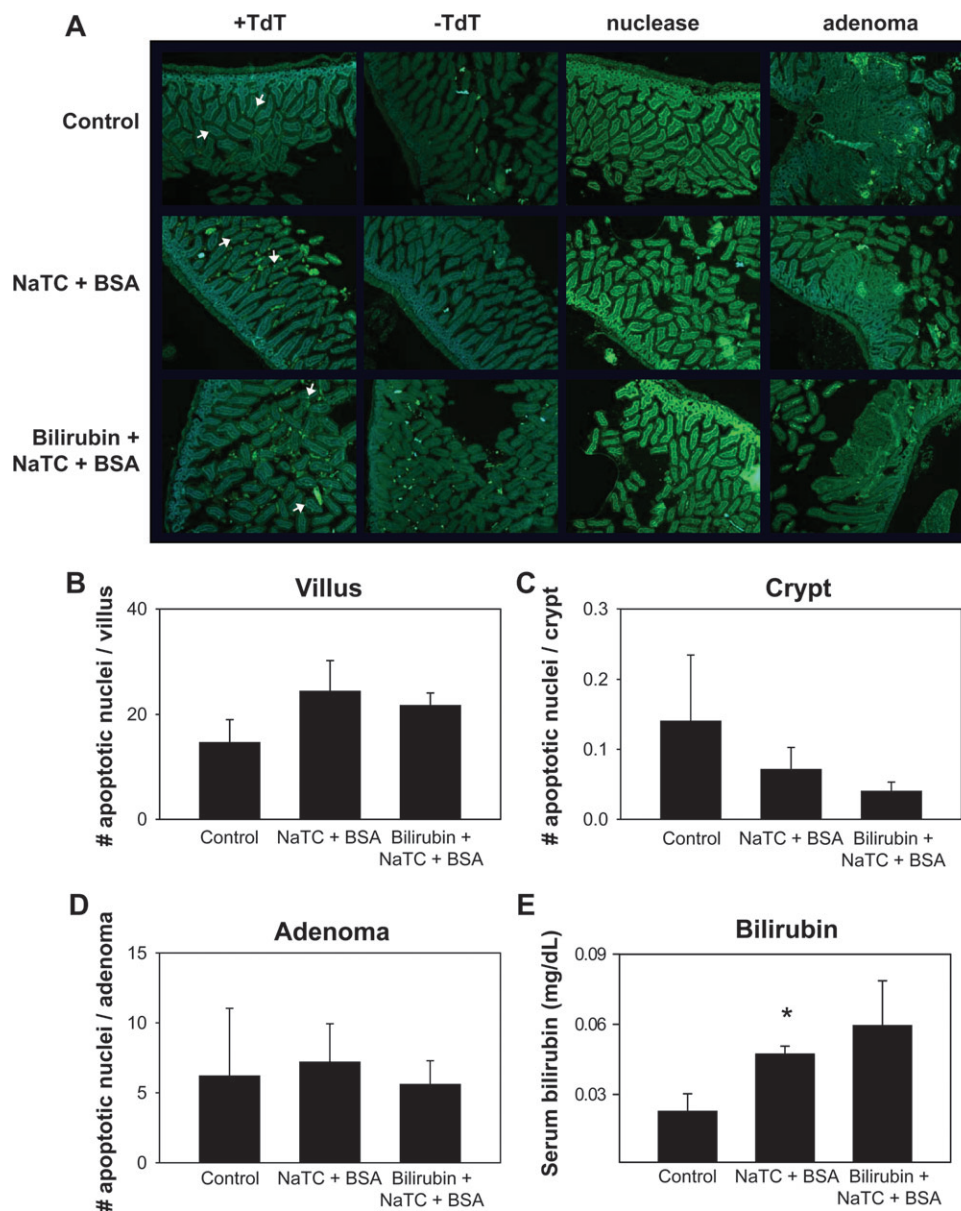 A
+TdT
-TdT
nuclease
adenoma
Control
NaTC + BSA
Bilirubin +
NaTC + BSA
B
Villus
# apoptotic nuclei / villus
40
20
0
Control
NaTC + BSA
Bilirubin +
NaTC + BSA
C
Crypt
# apoptotic nuclei / crypt
0.3
0.2
0.1
0.0
Control
NaTC + BSA
Bilirubin +
NaTC + BSA
D
Adenoma
# apoptotic nuclei / adenoma
15
10
5
0
Control
NaTC + BSA
Bilirubin +
NaTC + BSA
E
Bilirubin
Serum bilirubin (mg/dL)
0.09
0.06
0.03
*
Control
NaTC + BSA
Bilirubin +
NaTC + BSA